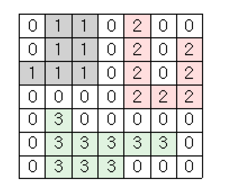 0 1 1 0 2 0 0
0 1 1 0 2 0 2
1 1 1 0 2 0 2
0 0 0 0 2 2 2
0 3 0 0 0 0 0
0 3 3 3 3 3 0
0 3 3 3 0 0 0